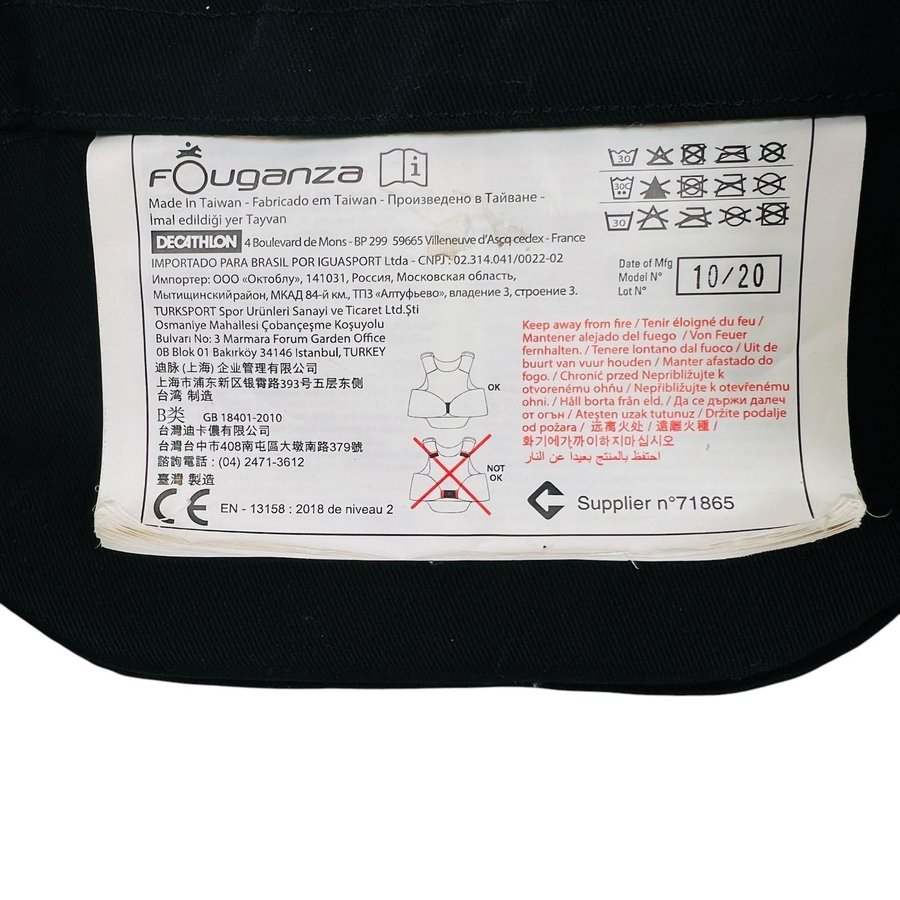 fouganza
Made In Taiwan - Fabricado em Taiwan - Произведено в Тайване -
İmal edildiği yer Tayvan
DECATHLON 4 Boulevard de Mons - BP 299 59665 Villeneuve d'Ascq cedex - France
IMPORTADO PARA BRASIL POR IGUASPORT Ltda - CNPJ : 02.314.041/0022-02
Импортер: ООО «Октоблу», 141031, Россия, Московская область,
Мытищинскийрайон, МКАД 84-й км., ТПЗ «Алтуфьево», владение 3, строение 3.
TURKSPORT Spor Urünleri Sanayi ve Ticaret Ltd.Şti
Osmaniye Mahallesi Çobançeşme Koşuyolu
Bulvarı No: 3 Marmara Forum Garden Office
0B Blok 01 Bakırköy 34146 Istanbul, TURKEY
迪脉 (上海) 企业管理有限公司
上海市浦东新区银霄路393号五层东侧
台湾 制造
B类 GB 18401-2010
台灣迪卡儂有限公司
台灣台中市408南屯區大墩南路379號
諮詢電話 : (04) 2471-3612
臺灣 製造
CE EN - 13158 : 2018 de niveau 2
OK
NOT
OK
30
30C
30
Date of Mfg
Model N°
Lot N°
10/20
Keep away from fire / Tenir éloigné du feu /
Mantener alejado del fuego / Von Feuer
fernhalten. / Tenere lontano dal fuoco / Uit de
buurt van vuur houden / Manter afastado do
fogo. / Chronić przed Nepribližujte k
otvorenému ohňu / Nepřibližujte k otevřenému
ohni. / Håll borta från eld. / Да се държи далеч
от огън / Ateşten uzak tutunuz / Držite podalje
od požara / 远离火处 / 遠離火種 /
화기에가까이하지마십시오
احتفظ بالمنتج بعيداً عن النار
Supplier n°71865